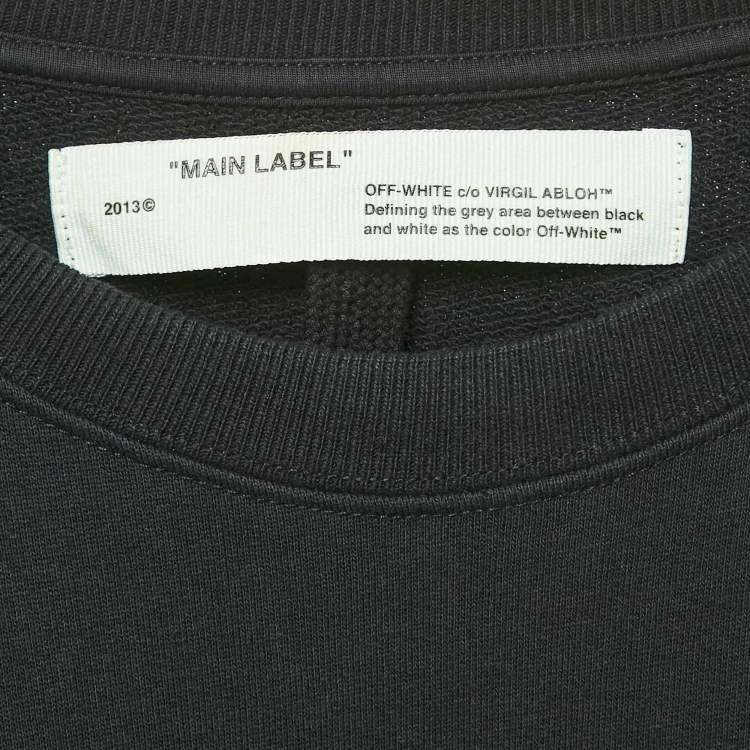 "MAIN LABEL"
2013©
OFF-WHITE c/o VIRGIL ABLOH™
Defining the grey area between black
and white as the color Off-White™